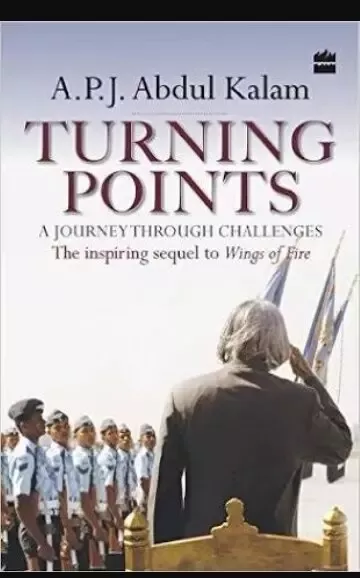 A.P.J. Abdul Kalam
TURNING
POINTS
A JOURNEY THROUGH CHALLENGES
The inspiring sequel to Wings of Fire